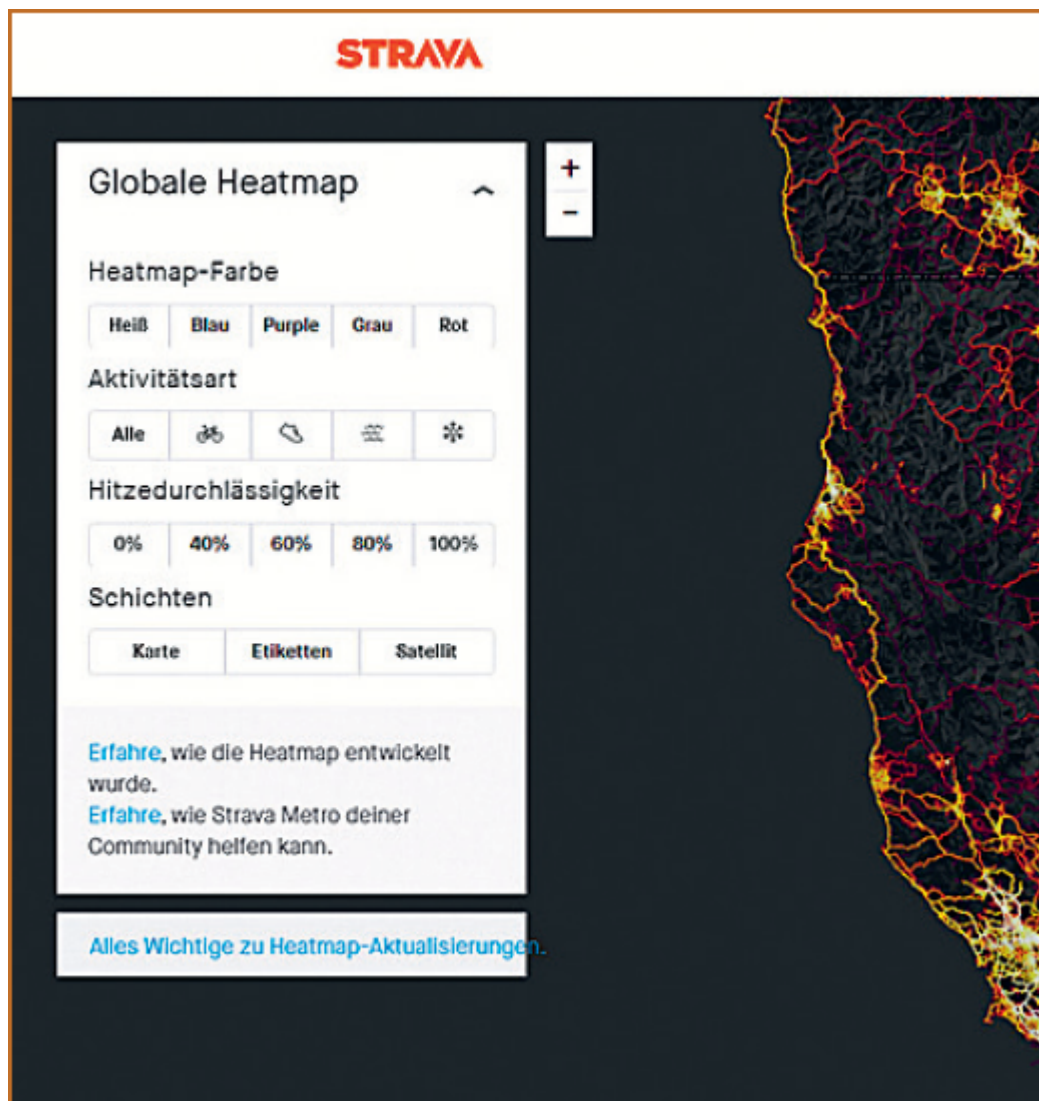 STRAVA
Globale Heatmap
+
−
Heatmap-Farbe
Heiß Blau Purple Grau Rot
Aktivitätsart
Alle
Hitzedurchlässigkeit
0% 40% 60% 80% 100%
Schichten
Karte Etiketten Satellit
Erfahre, wie die Heatmap entwickelt
wurde.
Erfahre, wie Strava Metro deiner
Community helfen kann.
Alles Wichtige zu Heatmap-Aktualisierungen.